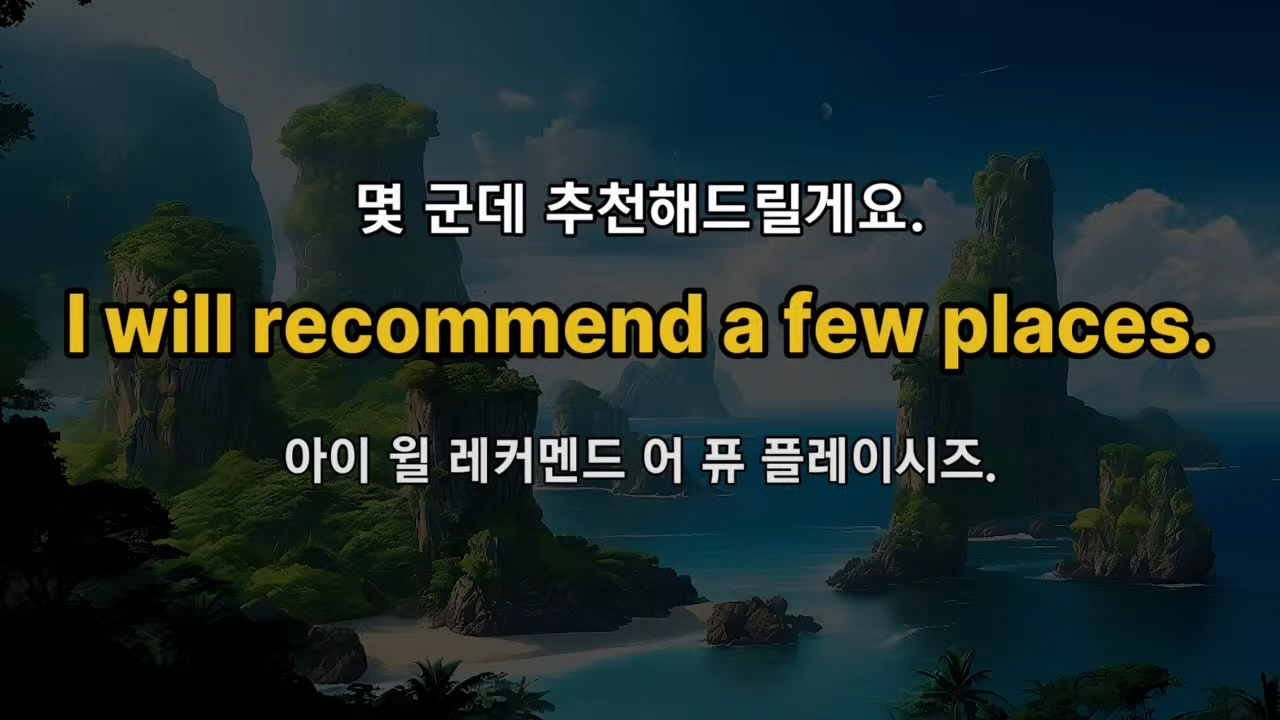 몇 군데 추천해드릴게요.
I will recommend a few places.
아이 윌 레커멘드 어 퓨 플레이시즈.